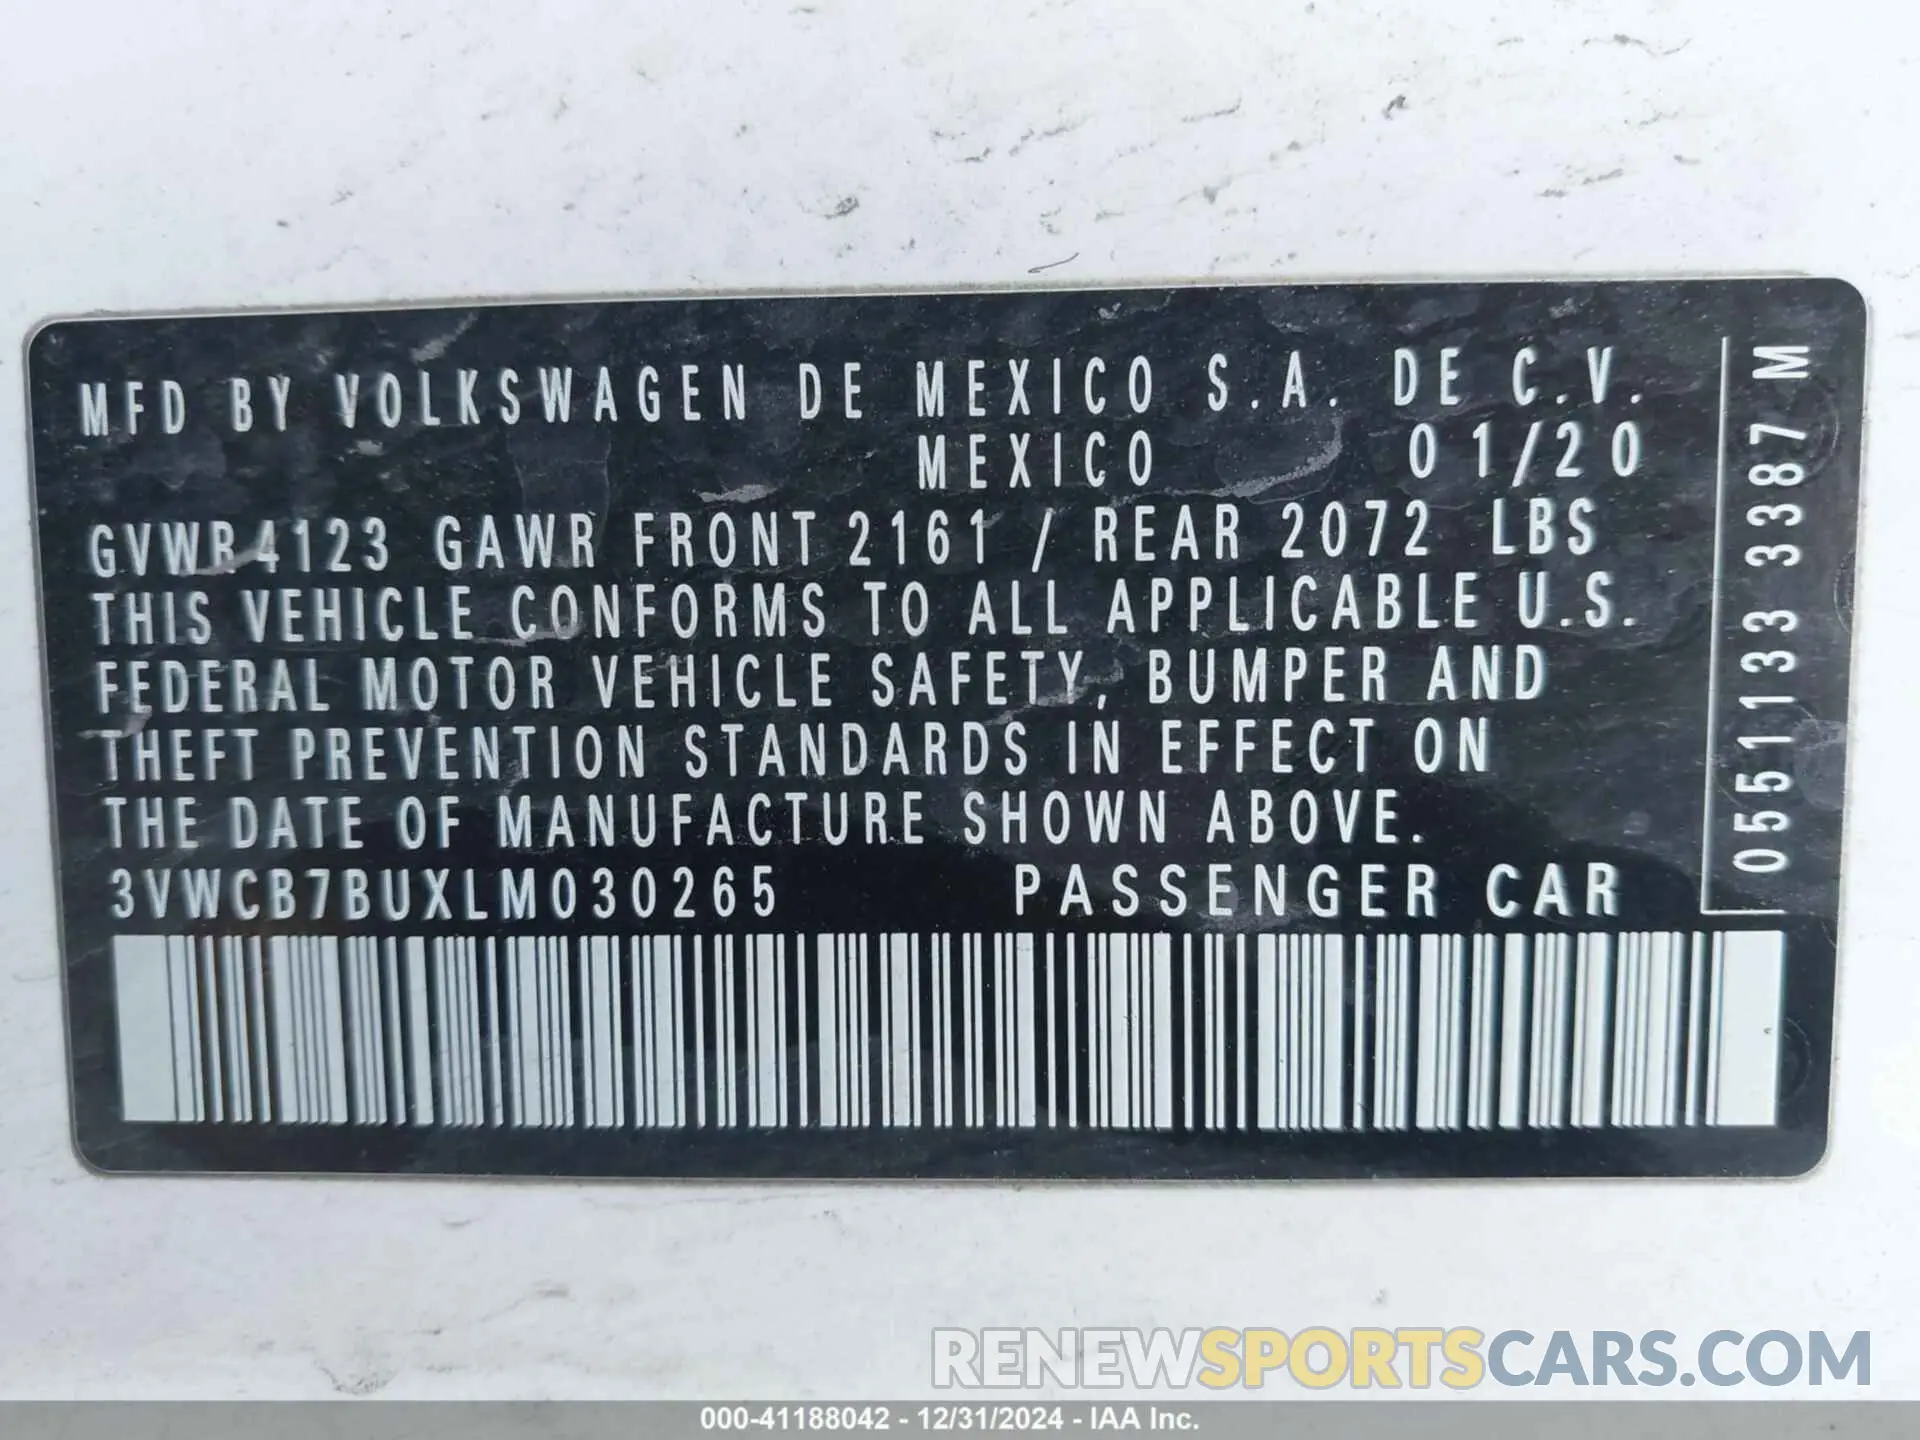 MFD BY VOLKSWAGEN DE MEXICO S.A. DE C.V.
MEXICO 01/20
GVWR 4123 GAWR FRONT 2161 / REAR 2072 LBS
THIS VEHICLE CONFORMS TO ALL APPLICABLE U.S.
FEDERAL MOTOR VEHICLE SAFETY, BUMPER AND
THEFT PREVENTION STANDARDS IN EFFECT ON
THE DATE OF MANUFACTURE SHOWN ABOVE.
3VWCB7BUXLM030265 PASSENGER CAR
0551133 3387 M
RENEWSPORTSCARS.COM
000-41188042 - 12/31/2024 - IAA Inc.